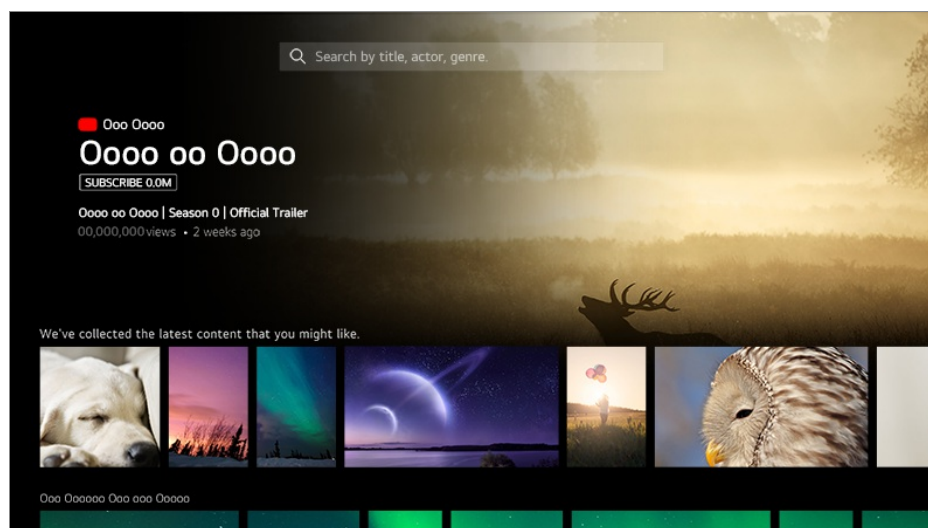 Search by title, actor, genre.
Ooo Oooo
Oooo oo Oooo
SUBSCRIBE 0.0M
Oooo oo Oooo | Season 0 | Official Trailer
00,000,000 views • 2 weeks ago
We've collected the latest content that you might like.
Ooo Oooooo Ooo ooo Ooooo